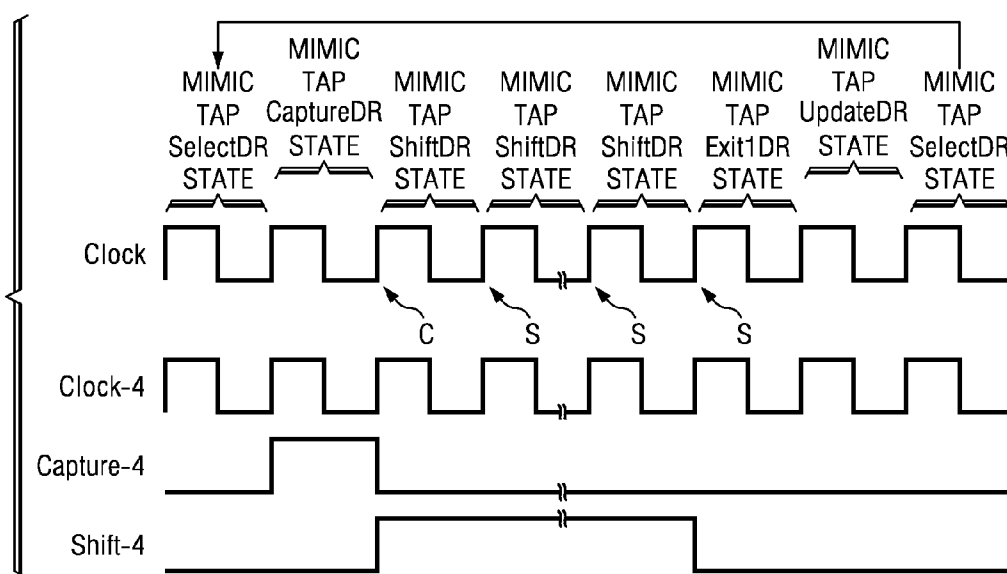 MIMIC
TAP
SelectDR
STATE
MIMIC
TAP
CaptureDR
STATE
MIMIC
TAP
ShiftDR
STATE
MIMIC
TAP
ShiftDR
STATE
MIMIC
TAP
ShiftDR
STATE
MIMIC
TAP
Exit1DR
STATE
MIMIC
TAP
UpdateDR
STATE
MIMIC
TAP
SelectDR
STATE
Clock
C
S
S
S
Clock-4
Capture-4
Shift-4